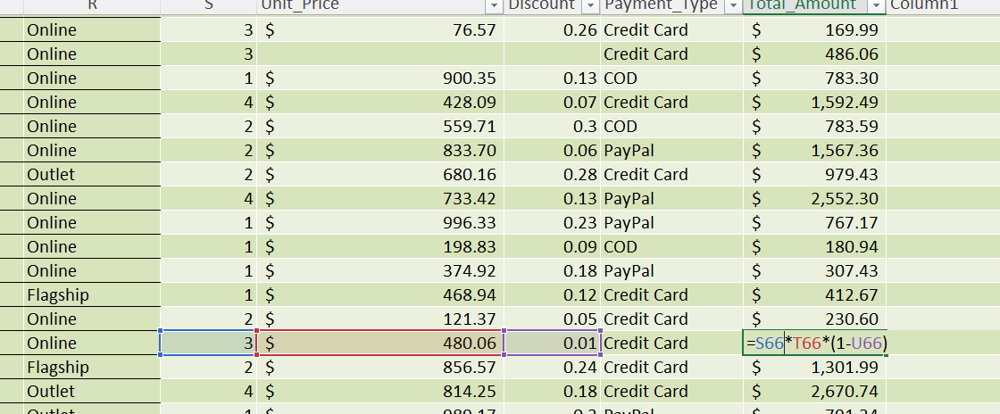 R S Unit_Price Discount Payment_Type Total_Amount Column1
Online 3 $ 76.57 0.26 Credit Card $ 169.99
Online 3 Credit Card $ 486.06
Online 1 $ 900.35 0.13 COD $ 783.30
Online 4 $ 428.09 0.07 Credit Card $ 1,592.49
Online 2 $ 559.71 0.3 COD $ 783.59
Online 2 $ 833.70 0.06 PayPal $ 1,567.36
Outlet 2 $ 680.16 0.28 Credit Card $ 979.43
Online 4 $ 733.42 0.13 PayPal $ 2,552.30
Online 1 $ 996.33 0.23 PayPal $ 767.17
Online 1 $ 198.83 0.09 COD $ 180.94
Online 1 $ 374.92 0.18 PayPal $ 307.43
Flagship 1 $ 468.94 0.12 Credit Card $ 412.67
Online 2 $ 121.37 0.05 Credit Card $ 230.60
Online 3 $ 480.06 0.01 Credit Card =S66*T66*(1-U66)
Flagship 2 $ 856.57 0.24 Credit Card $ 1,301.99
Outlet 4 $ 814.25 0.18 Credit Card $ 2,670.74
Outlet 1 $ PayPal $